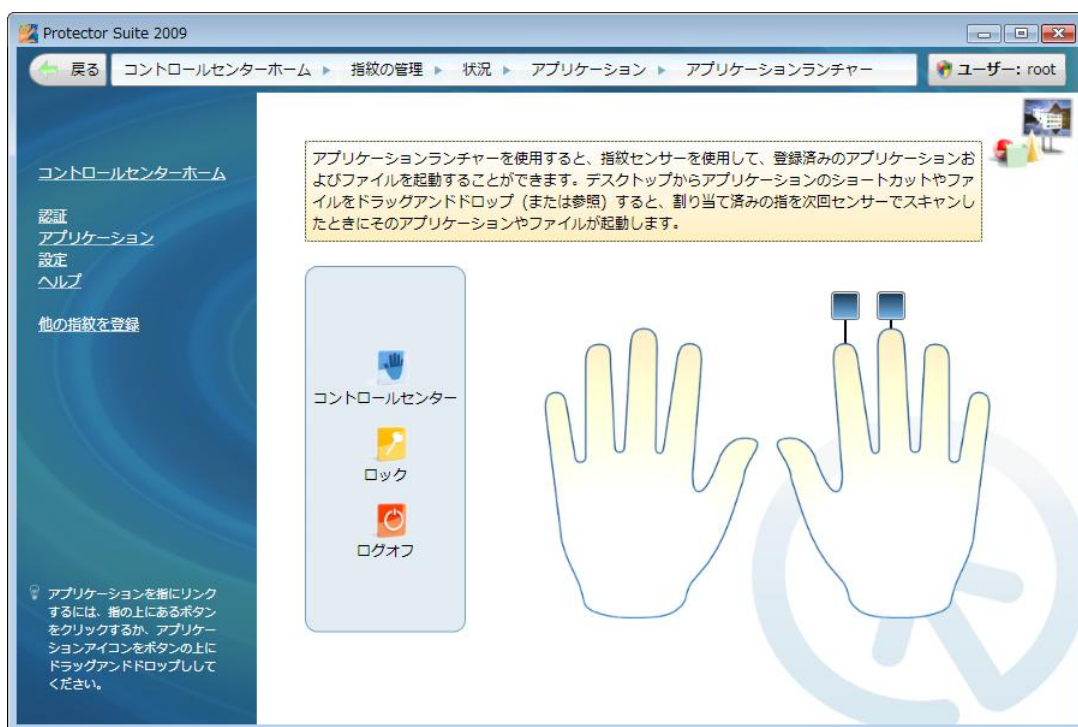 Protector Suite 2009
戻る コントロールセンターホーム ▶ 指紋の管理 ▶ 状況 ▶ アプリケーション ▶ アプリケーションランチャー ユーザー: root
コントロールセンターホーム
認証
アプリケーション
設定
ヘルプ
他の指紋を登録
アプリケーションを指にリンク
するには、指の上にあるボタン
をクリックするか、アプリケー
ションアイコンをボタンの上に
ドラッグアンドドロップしして
ください。
アプリケーションランチャーを使用すると、指紋センサーを使用して、登録済みのアプリケーションお
よびファイルを起動することができます。デスクトップからアプリケーションのショートカットやファ
イルをドラッグアンドドロップ (または参照) すると、割り当て済みの指を次回センサーでスキャンし
たときにそのアプリケーションやファイルが起動します。
コントロールセンター
ロック
ログオフ